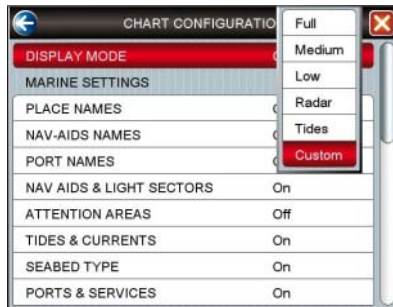 CHART CONFIGURATIO
DISPLAY MODE
MARINE SETTINGS
PLACE NAMES
NAV-AIDS NAMES
PORT NAMES
NAV AIDS & LIGHT SECTORS On
ATTENTION AREAS Off
TIDES & CURRENTS On
SEABED TYPE On
PORTS & SERVICES On
Full
Medium
Low
Radar
Tides
Custom